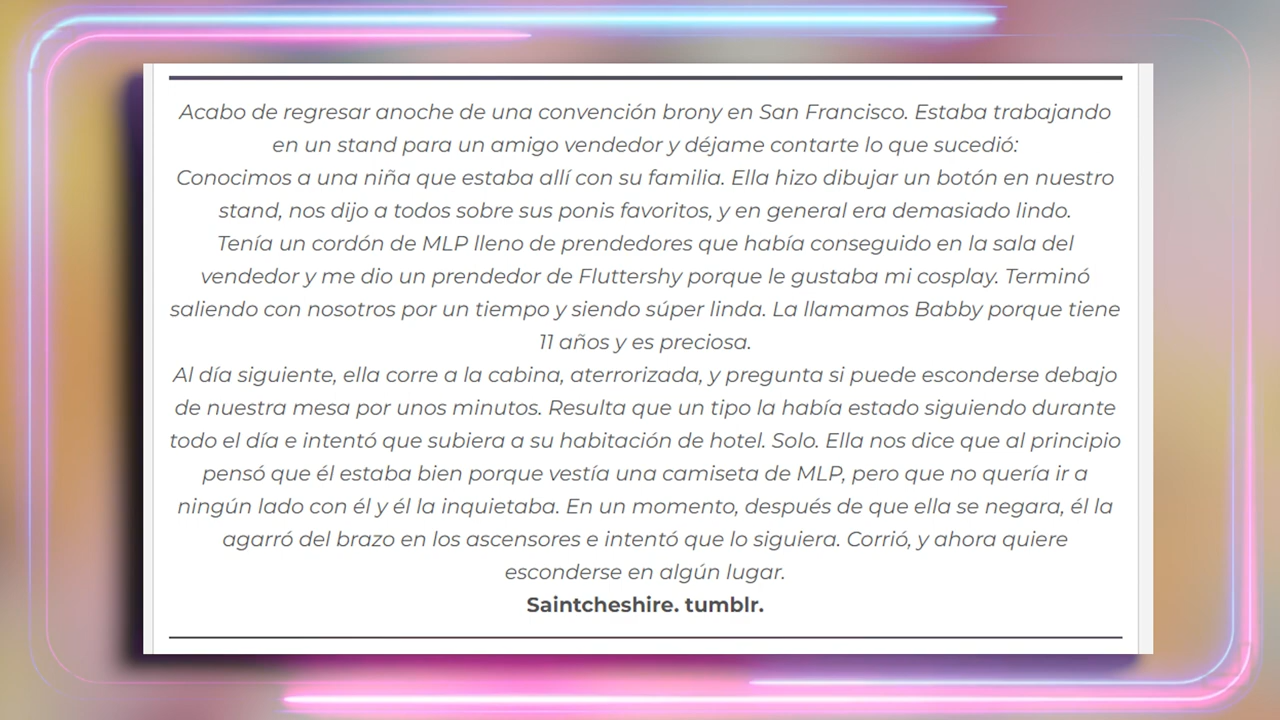 Acabo de regresar anoche de una convención brony en San Francisco. Estaba trabajando
en un stand para un amigo vendedor y déjame contarte lo que sucedió:
Conocimos a una niña que estaba allí con su familia. Ella hizo dibujar un botón en nuestro
stand, nos dijo a todos sobre sus ponis favoritos, y en general era demasiado lindo.
Tenía un cordón de MLP lleno de prendedores que había conseguido en la sala del
vendedor y me dio un prendedor de Fluttershy porque le gustaba mi cosplay. Terminó
saliendo con nosotros por un tiempo y siendo súper linda. La llamamos Babby porque tiene
11 años y es preciosa.
Al día siguiente, ella corre a la cabina, aterrorizada, y pregunta si puede esconderse debajo
de nuestra mesa por unos minutos. Resulta que un tipo la había estado siguiendo durante
todo el día e intentó que subiera a su habitación de hotel. Solo. Ella nos dice que al principio
pensó que él estaba bien porque vestía una camiseta de MLP, pero que no quería ir a
ningún lado con él y él la inquietaba. En un momento, después de que ella se negara, él la
agarró del brazo en los ascensores e intentó que lo siguiera. Corrió, y ahora quiere
esconderse en algún lugar.
Saintcheshire. tumblr.